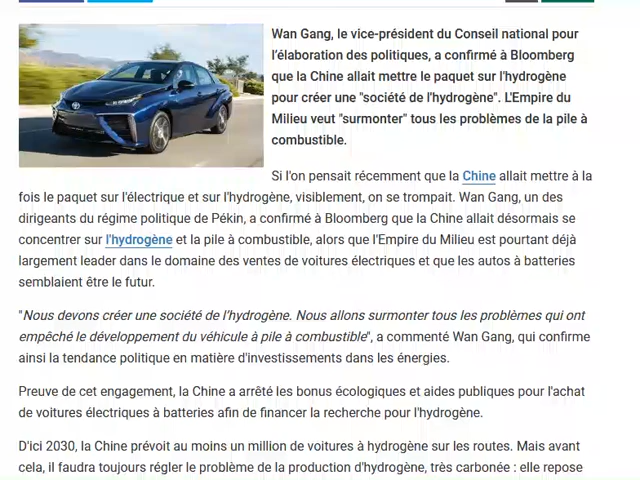 Wan Gang, le vice-président du Conseil national pour
l'élaboration des politiques, a confirmé à Bloomberg
que la Chine allait mettre le paquet sur l'hydrogène
pour créer une "société de l'hydrogène". L'Empire du
Milieu veut "surmonter" tous les problèmes de la pile à
combustible.
Si l'on pensait récemment que la Chine allait mettre à la
fois le paquet sur l'électrique et sur l'hydrogène, visiblement, on se trompait. Wan Gang, un des
dirigeants du régime politique de Pékin, a confirmé à Bloomberg que la Chine allait désormais se
concentrer sur l'hydrogène et la pile à combustible, alors que l'Empire du Milieu est pourtant déjà
largement leader dans le domaine des ventes de voitures électriques et que les autos à batteries
semblaient être le futur.
"Nous devons créer une société de l'hydrogène. Nous allons surmonter tous les problèmes qui ont
empêché le développement du véhicule à pile à combustible", a commenté Wan Gang, qui confirme
ainsi la tendance politique en matière d'investissements dans les énergies.
Preuve de cet engagement, la Chine a arrêté les bonus écologiques et aides publiques pour l'achat
de voitures électriques à batteries afin de financer la recherche pour l'hydrogène.
D'ici 2030, la Chine prévoit au moins un million de voitures à hydrogène sur les routes. Mais avant
cela, il faudra toujours régler le problème de la production d'hydrogène, très carbonée : elle repose